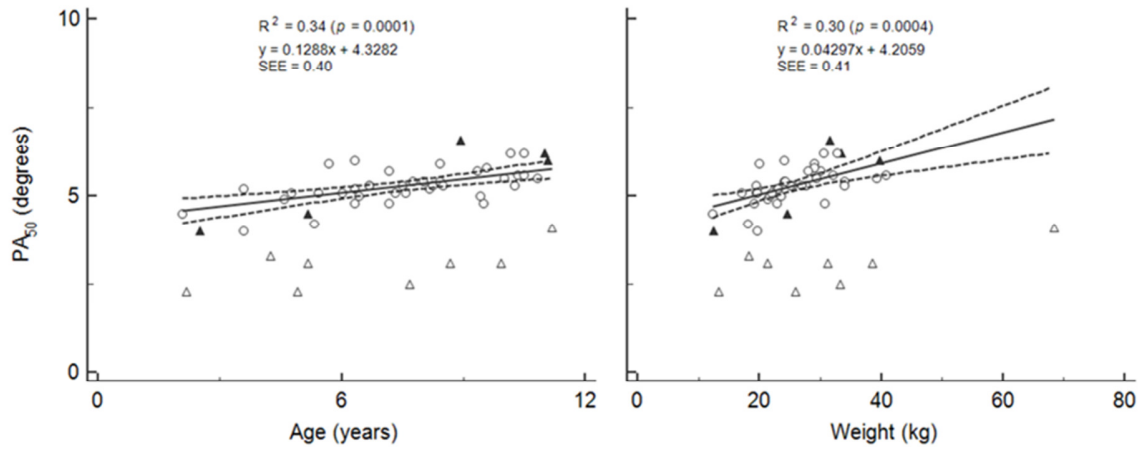 R² = 0.34 (p = 0.0001)
y = 0.1288x + 4.3282
SEE = 0.40
R² = 0.30 (p = 0.0004)
y = 0.04297x + 4.2059
SEE = 0.41
PA₅₀ (degrees)
10
5
0
0 6 12
0 20 40 60 80
Age (years)
Weight (kg)